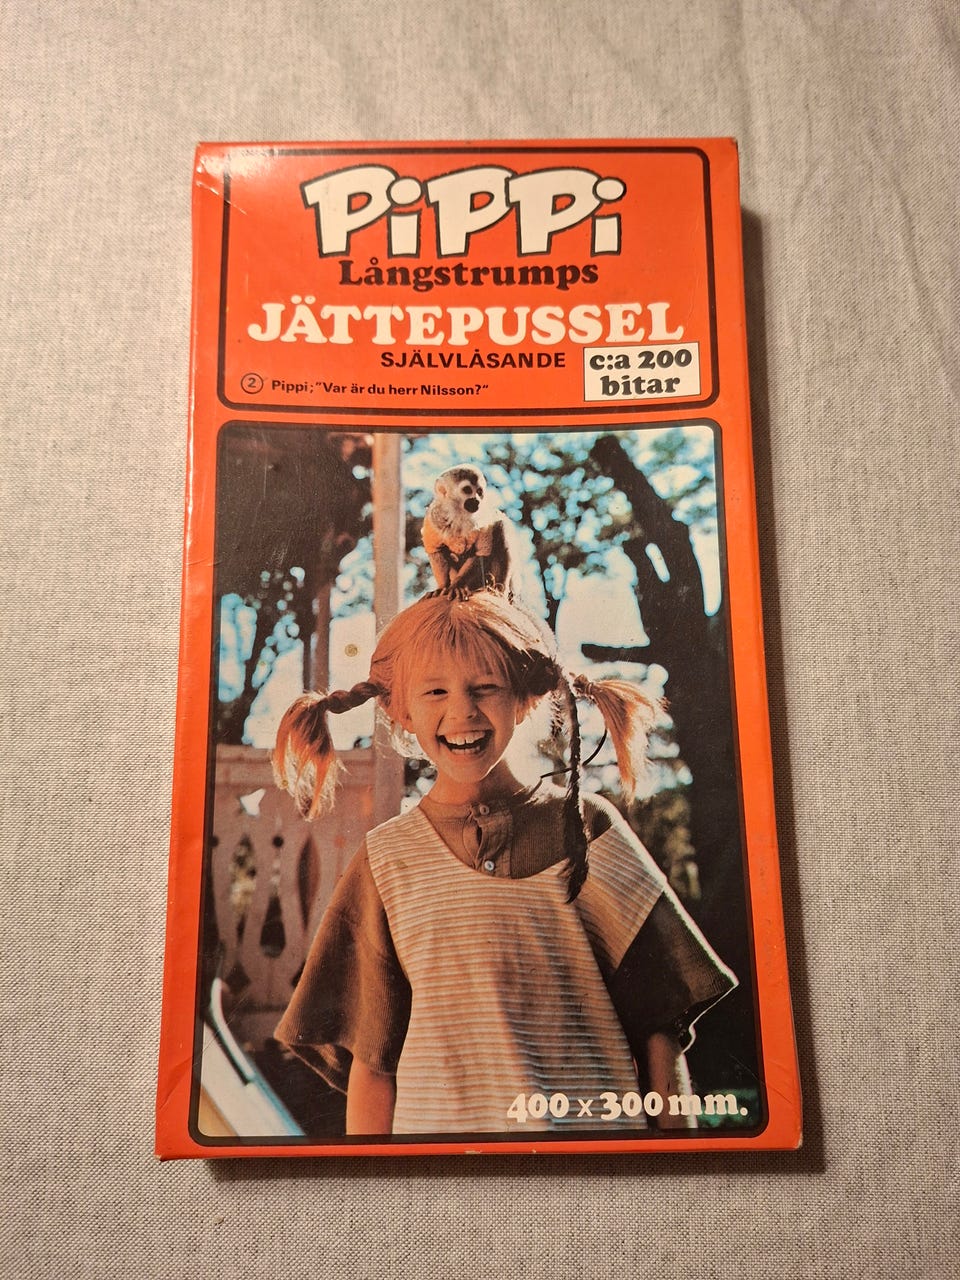 PiPPi
Långstrumps
JÄTTEPUSSEL
SJÄLVLÅSANDE
c:a 200
bitar
2 Pippi; "Var är du herr Nilsson?"
400 x 300 mm.